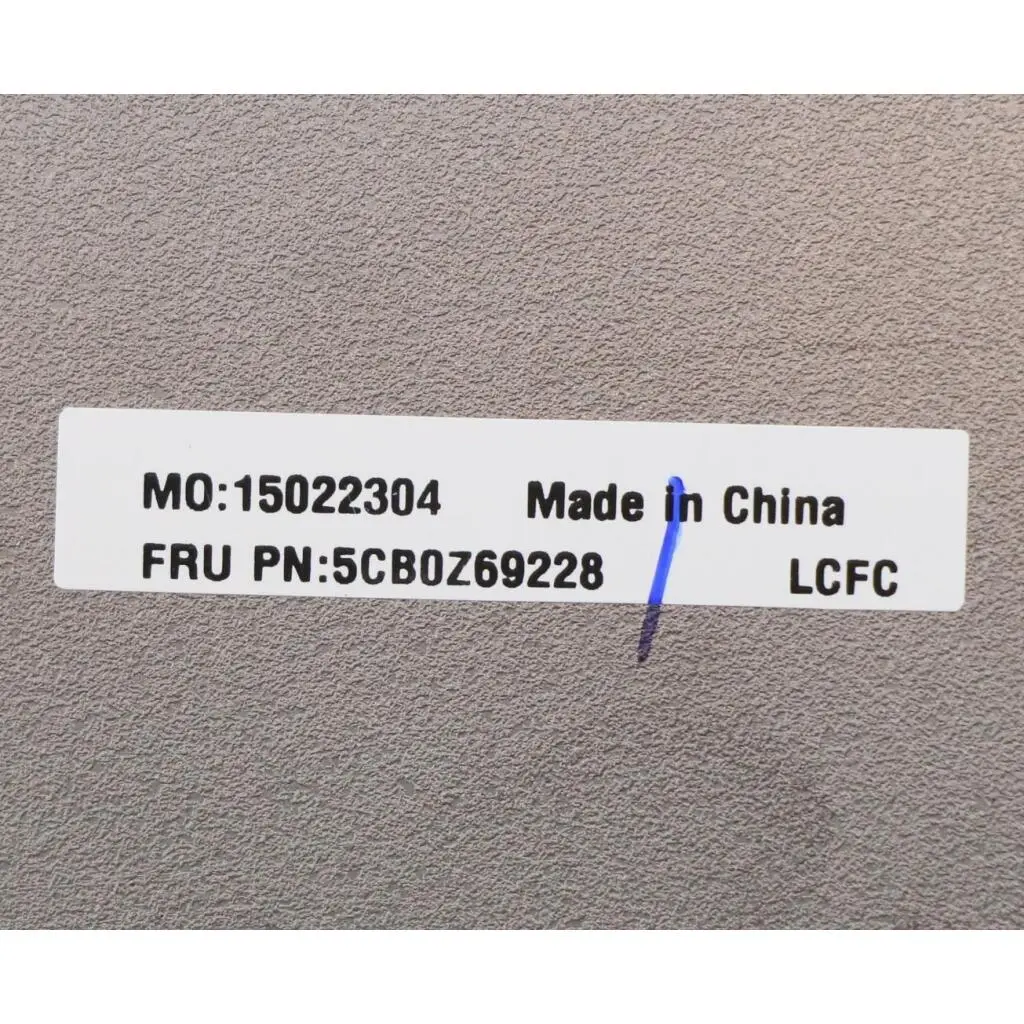 MO:15022304 Made in China
FRU PN:5CB0Z69228 LCFC